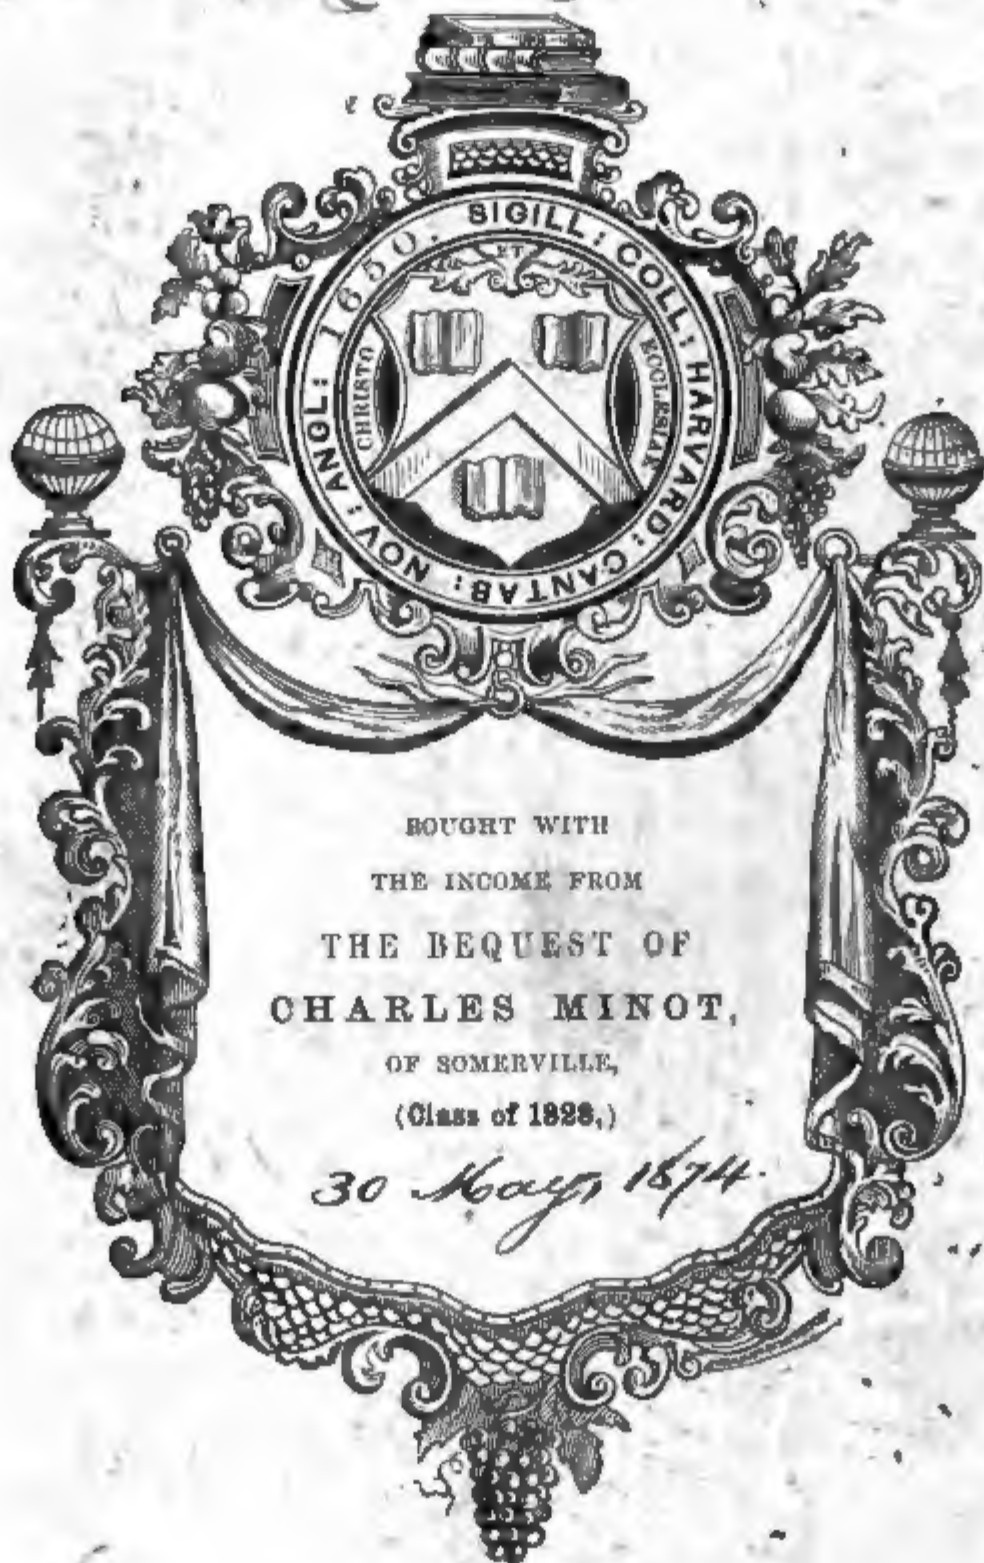 SIGILL: COLL: HARVARD: CANTAB: NOV: ANGL: 1650.
CHRISTO
ET
ECCLESIAE
BOUGHT WITH
THE INCOME FROM
THE BEQUEST OF
CHARLES MINOT,
OF SOMERVILLE,
(Class of 1828,)
30 May, 1874.